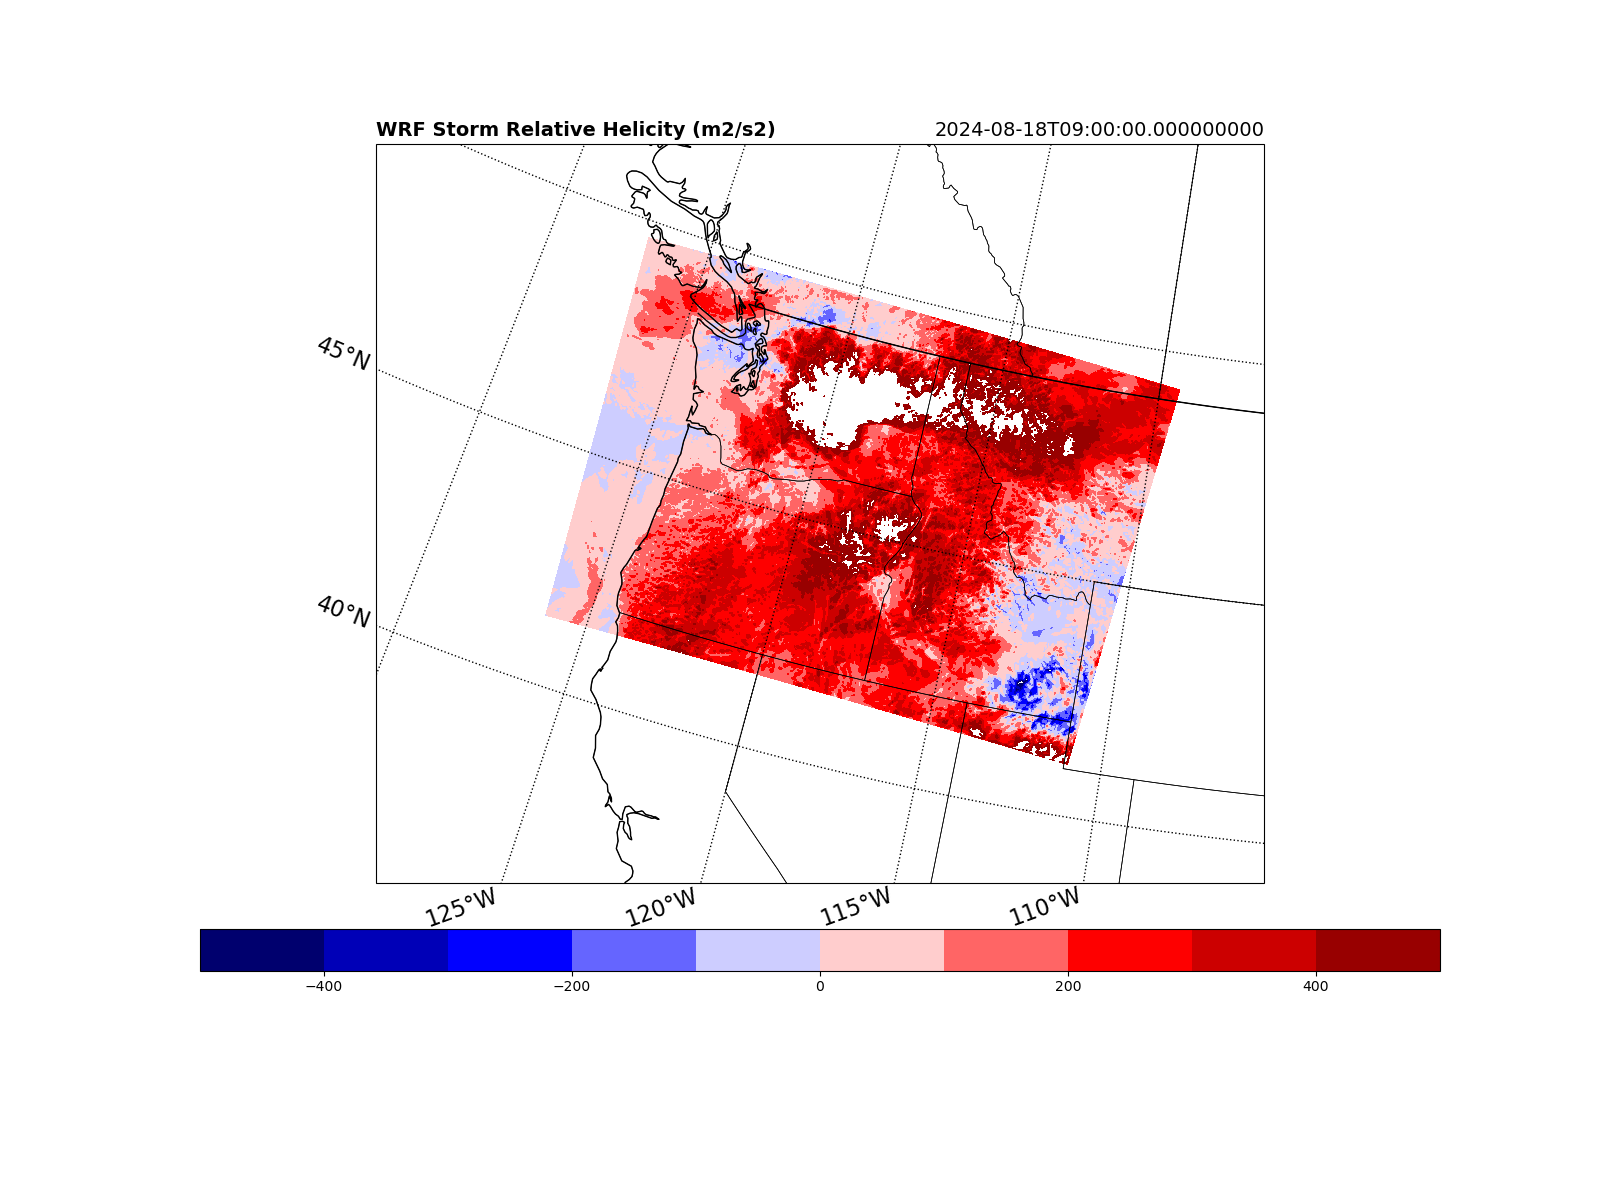 WRF Storm Relative Helicity (m2/s2) 2024-08-18T09:00:00.000000000
45°N
40°N
125°W 120°W 115°W 110°W
−400 −200 0 200 400